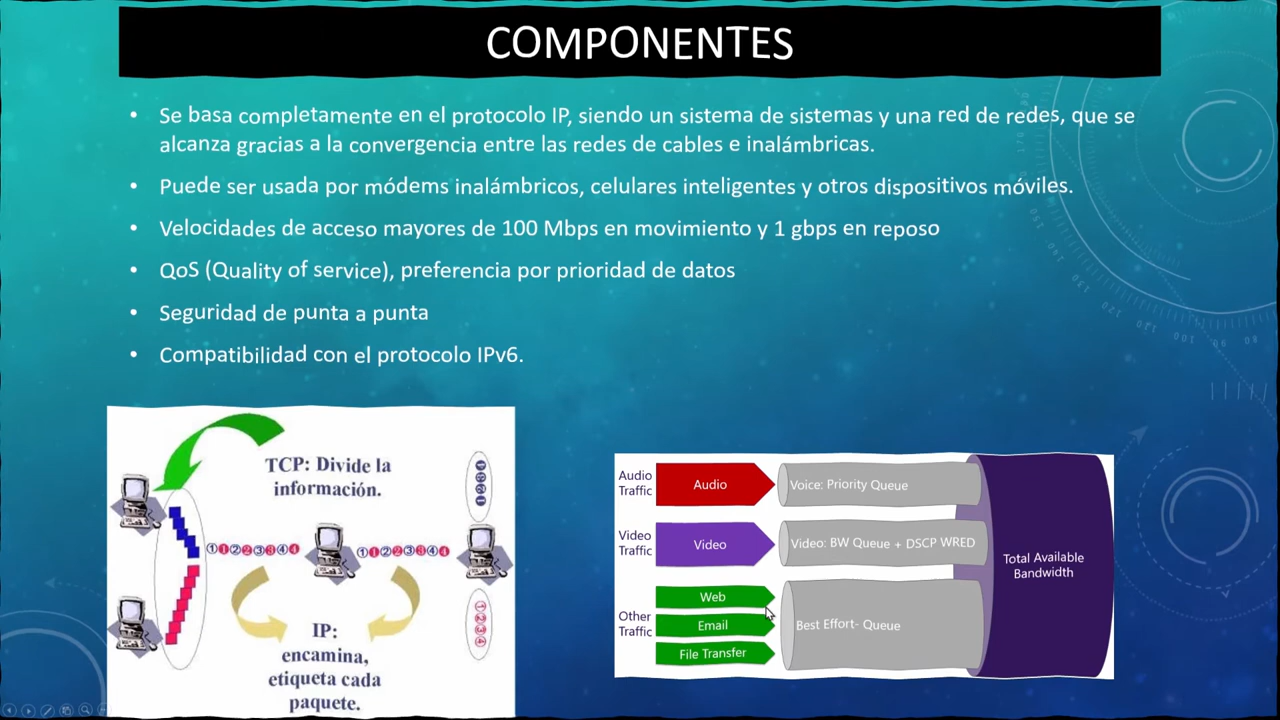 COMPONENTES
• Se basa completamente en el protocolo IP, siendo un sistema de sistemas y una red de redes, que se
alcanza gracias a la convergencia entre las redes de cables e inalámbricas.
• Puede ser usada por módems inalámbricos, celulares inteligentes y otros dispositivos móviles.
• Velocidades de acceso mayores de 100 Mbps en movimiento y 1 gbps en reposo
• QoS (Quality of service), preferencia por prioridad de datos
• Seguridad de punta a punta
• Compatibilidad con el protocolo IPv6.
TCP: Divide la
información.
①①②②③③④④
①①②②③③④④
①②③④
IP:
encamina,
etiqueta cada
paquete.
Audio
Traffic
Audio
Voice: Priority Queue
Video
Traffic
Video
Video: BW Queue + DSCP WRED
Other
Traffic
Web
Email
File Transfer
Best Effort- Queue
Total Available
Bandwidth